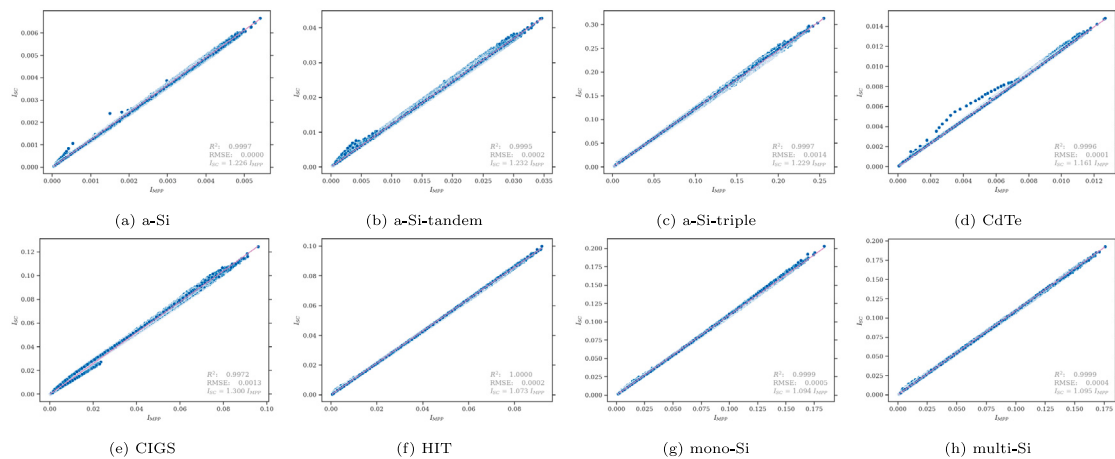 0.006
0.005
0.004
0.003
0.002
0.001
0.000
I_SC
R²: 0.9997
RMSE: 0.0000
I_SC = 1.226 I_MPP
0.000 0.001 0.002 0.003 0.004 0.005
I_MPP
(a) a-Si
0.04
0.03
0.02
0.01
0.00
I_SC
R²: 0.9995
RMSE: 0.0002
I_SC = 1.232 I_MPP
0.000 0.005 0.010 0.015 0.020 0.025 0.030 0.035
I_MPP
(b) a-Si-tandem
0.30
0.25
0.20
0.15
0.10
0.05
0.00
I_SC
R²: 0.9997
RMSE: 0.0014
I_SC = 1.229 I_MPP
0.00 0.05 0.10 0.15 0.20 0.25
I_MPP
(c) a-Si-triple
0.014
0.012
0.010
0.008
0.006
0.004
0.002
0.000
I_SC
R²: 0.9996
RMSE: 0.0001
I_SC = 1.161 I_MPP
0.000 0.002 0.004 0.006 0.008 0.010 0.012
I_MPP
(d) CdTe
0.12
0.10
0.08
0.06
0.04
0.02
0.00
I_SC
R²: 0.9972
RMSE: 0.0013
I_SC = 1.306 I_MPP
0.00 0.02 0.04 0.06 0.08 0.10
I_MPP
(e) CIGS
0.10
0.08
0.06
0.04
0.02
0.00
I_SC
R²: 1.0000
RMSE: 0.0002
I_SC = 1.073 I_MPP
0.00 0.02 0.04 0.06 0.08
I_MPP
(f) HIT
0.200
0.175
0.150
0.125
0.100
0.075
0.050
0.025
0.000
I_SC
R²: 0.9999
RMSE: 0.0005
I_SC = 1.094 I_MPP
0.000 0.025 0.050 0.075 0.100 0.125 0.150 0.175
I_MPP
(g) mono-Si
0.200
0.175
0.150
0.125
0.100
0.075
0.050
0.025
0.000
I_SC
R²: 0.9999
RMSE: 0.0004
I_SC = 1.095 I_MPP
0.000 0.025 0.050 0.075 0.100 0.125 0.150 0.175
I_MPP
(h) multi-Si